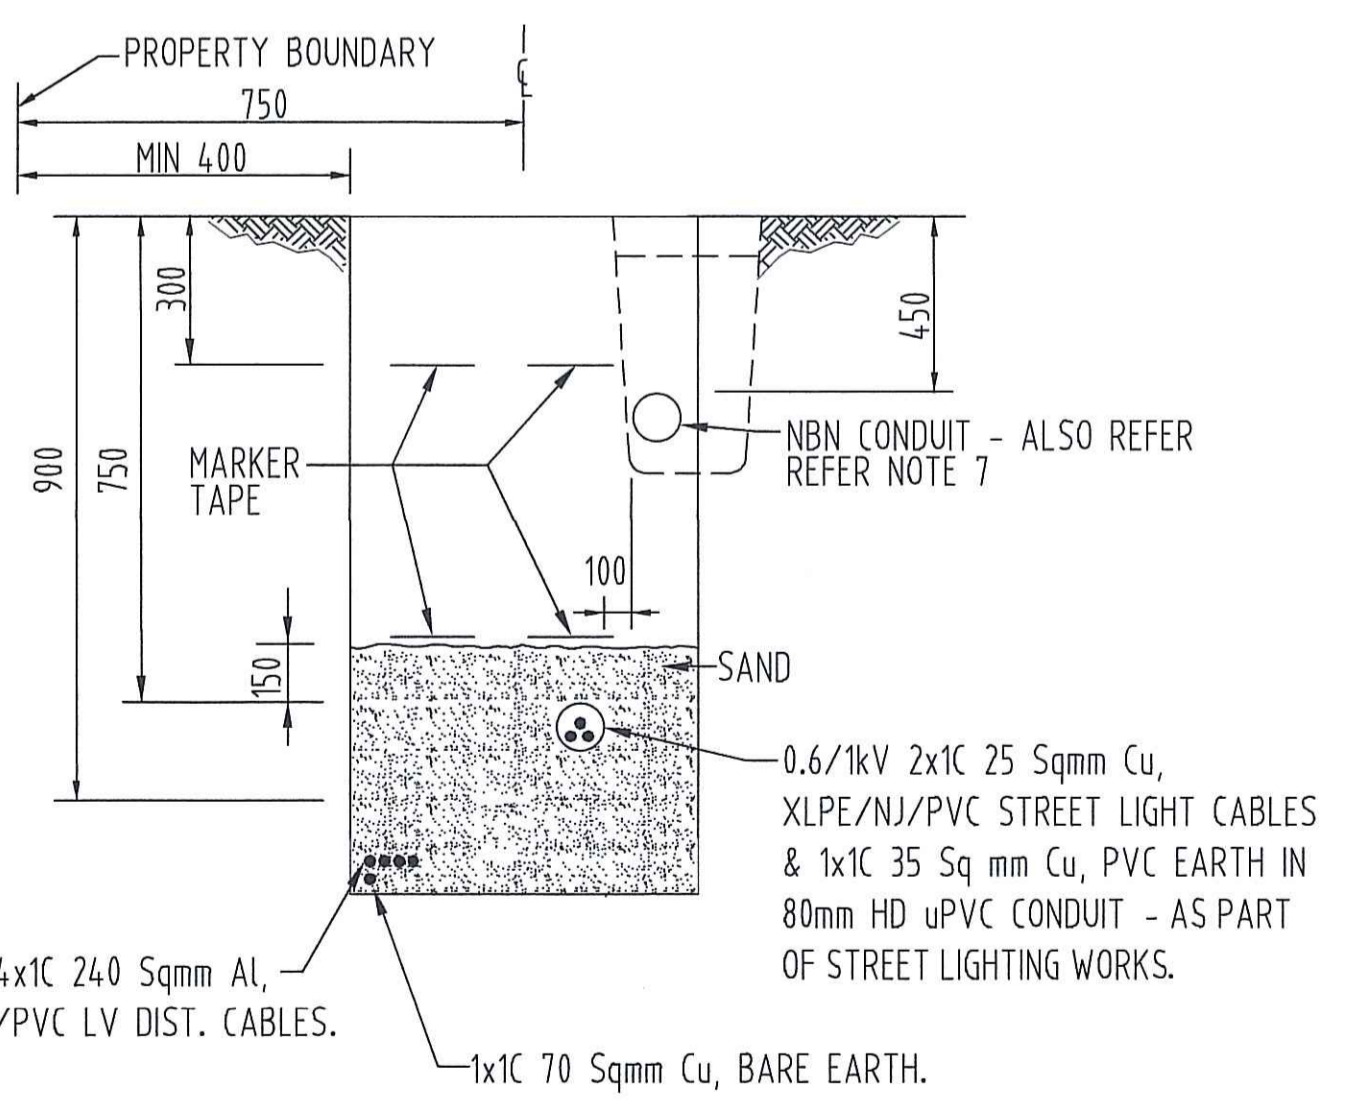 PROPERTY BOUNDARY
℄
750
MIN 400
300
450
900
750
MARKER
TAPE
NBN CONDUIT - ALSO REFER
REFER NOTE 7
100
150
SAND
0.6/1kV 2x1C 25 Sqmm Cu,
XLPE/NJ/PVC STREET LIGHT CABLES
& 1x1C 35 Sq mm Cu, PVC EARTH IN
80mm HD uPVC CONDUIT - AS PART
OF STREET LIGHTING WORKS.
4x1C 240 Sqmm Al,
/PVC LV DIST. CABLES.
1x1C 70 Sqmm Cu, BARE EARTH.